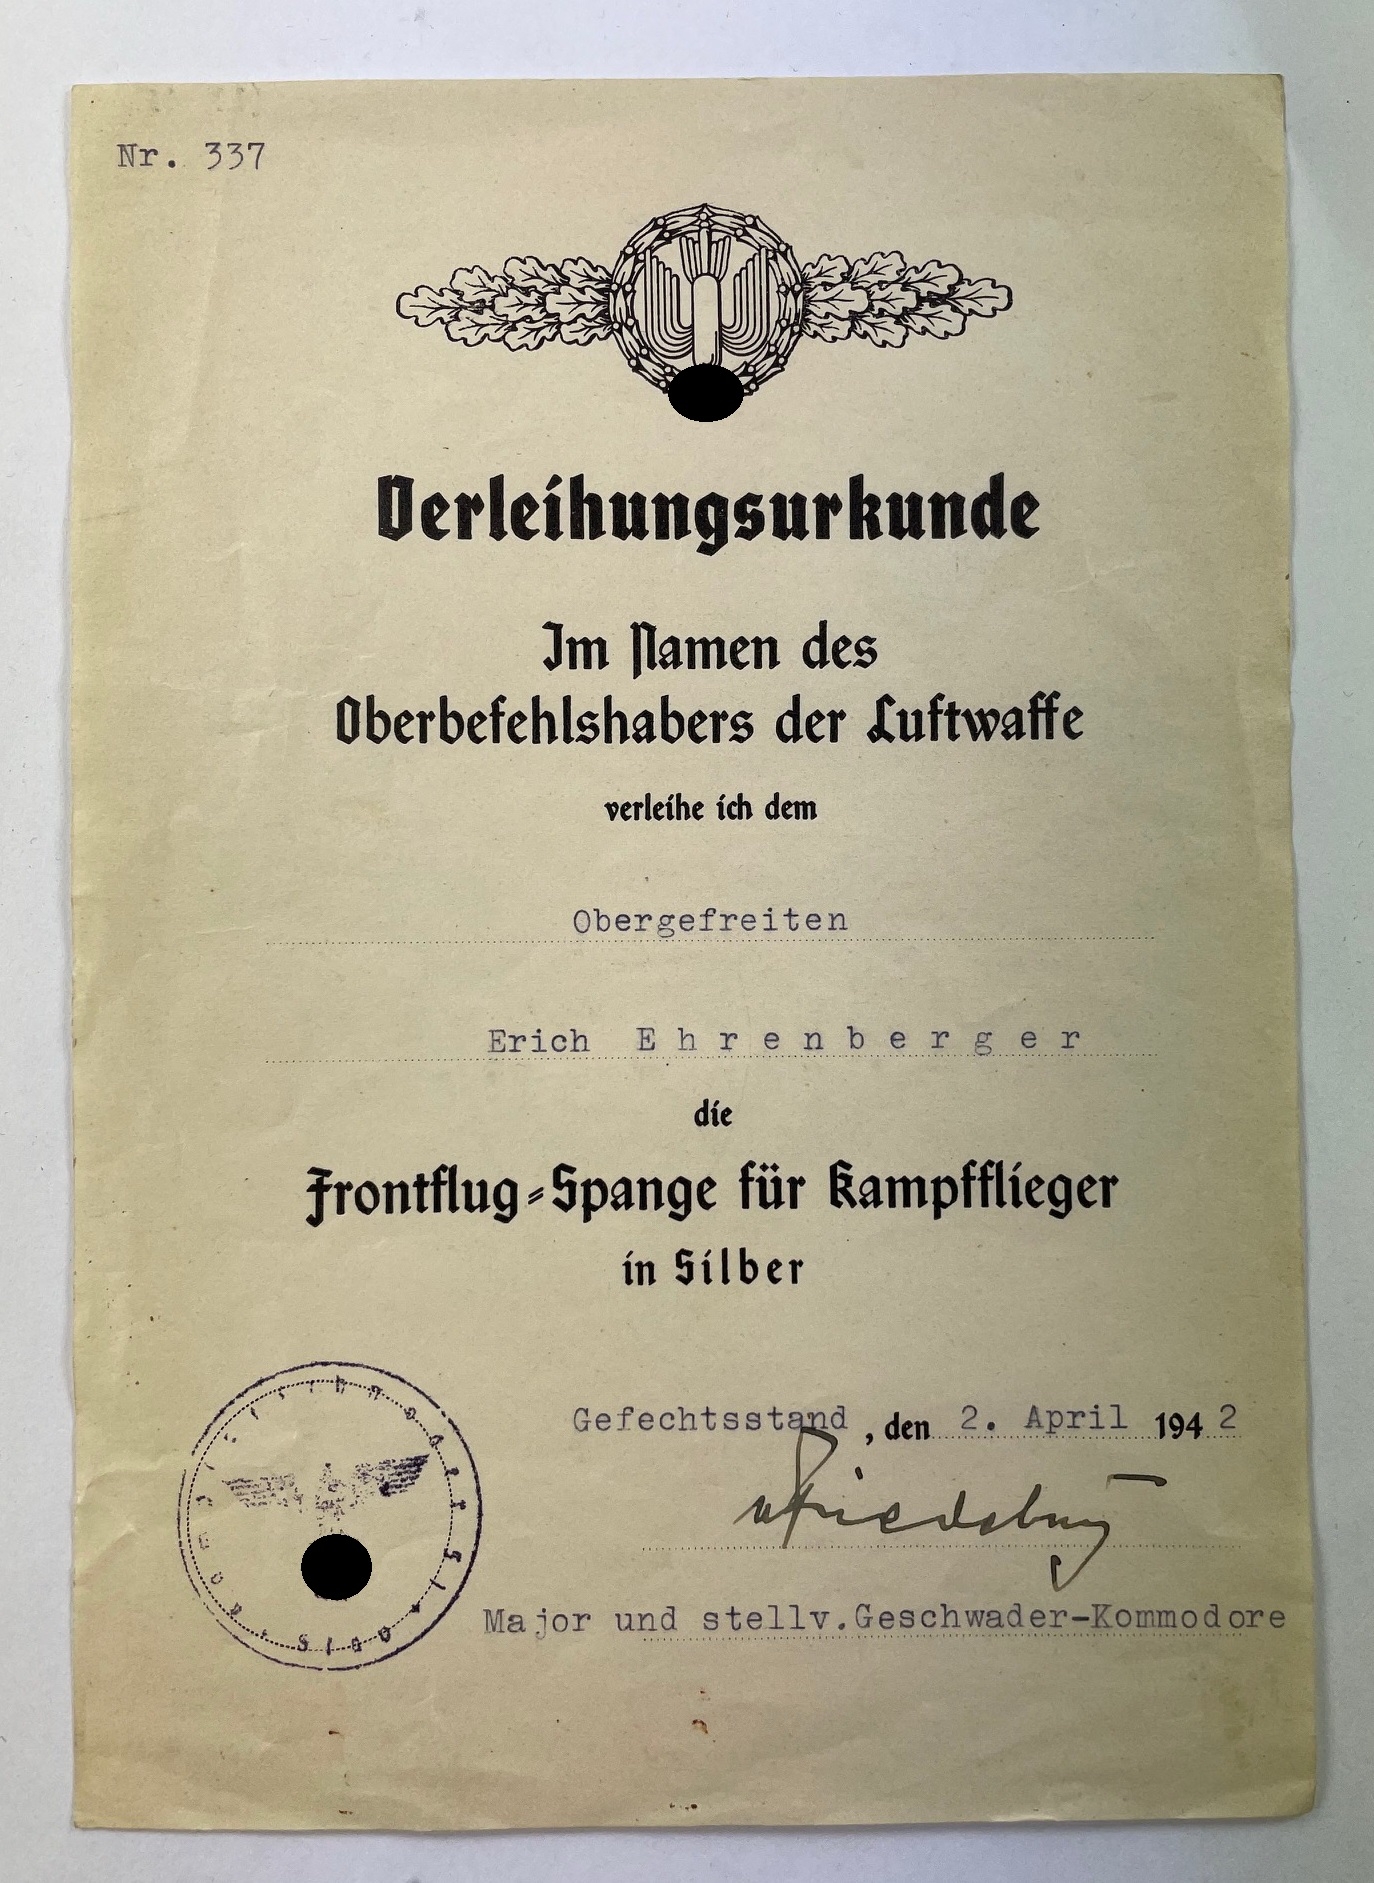 Nr. 337
Verleihungsurkunde
Im Namen des
Oberbefehlshabers der Luftwaffe
verleihe ich dem
Obergefreiten
Erich Ehrenberger
die
Frontflug-Spange für Kampfflieger
in Silber
Gefechtsstand, den 2. April 1942
Major und stellv.Geschwader-Kommodore